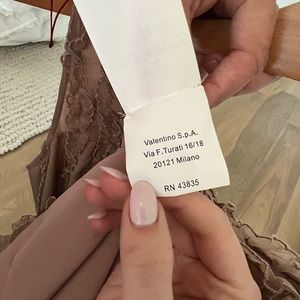 Valentino S.p.A.
Via F.Turati 16/18
20121 Milano
RN 43835